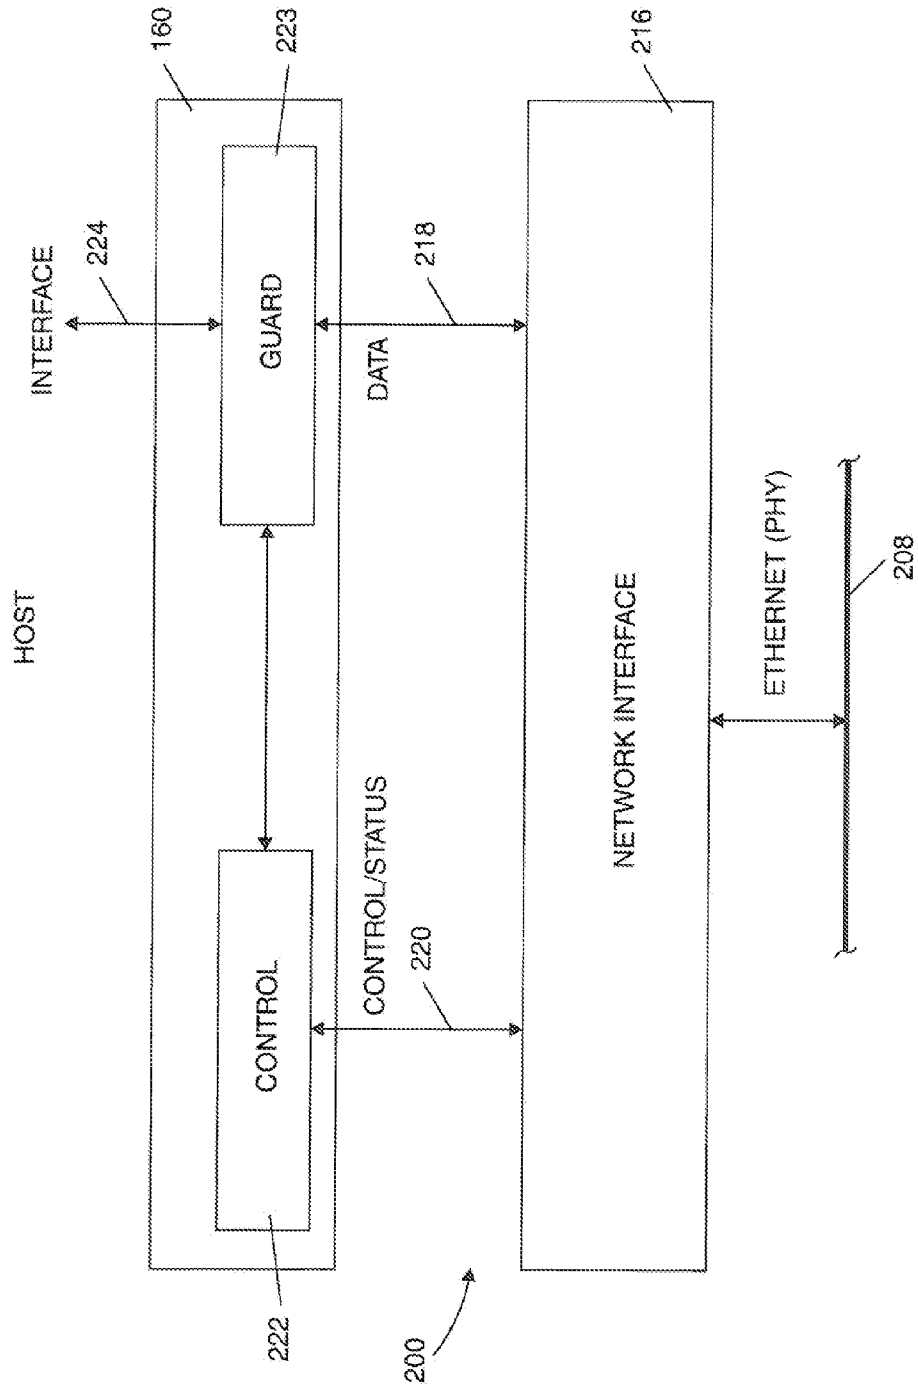 HOST
INTERFACE
224
160
223
GUARD
CONTROL
222
CONTROL/STATUS
220
DATA
218
216
NETWORK INTERFACE
200
ETHERNET (PHY)
208